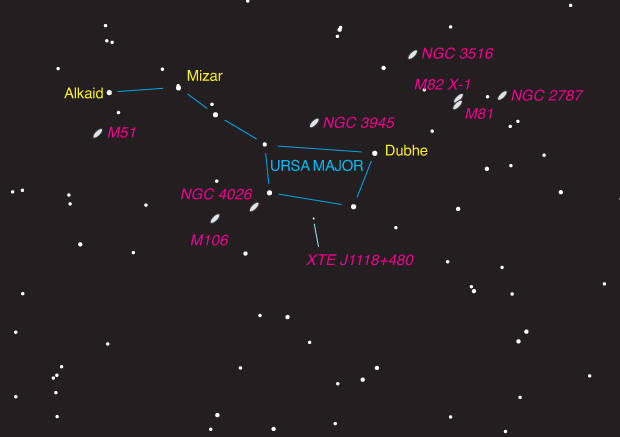 NGC 3516
Mizar
M82 X-1
Alkaid
NGC 2787
M81
NGC 3945
M51
Dubhe
URSA MAJOR
NGC 4026
M106
XTE J1118+480